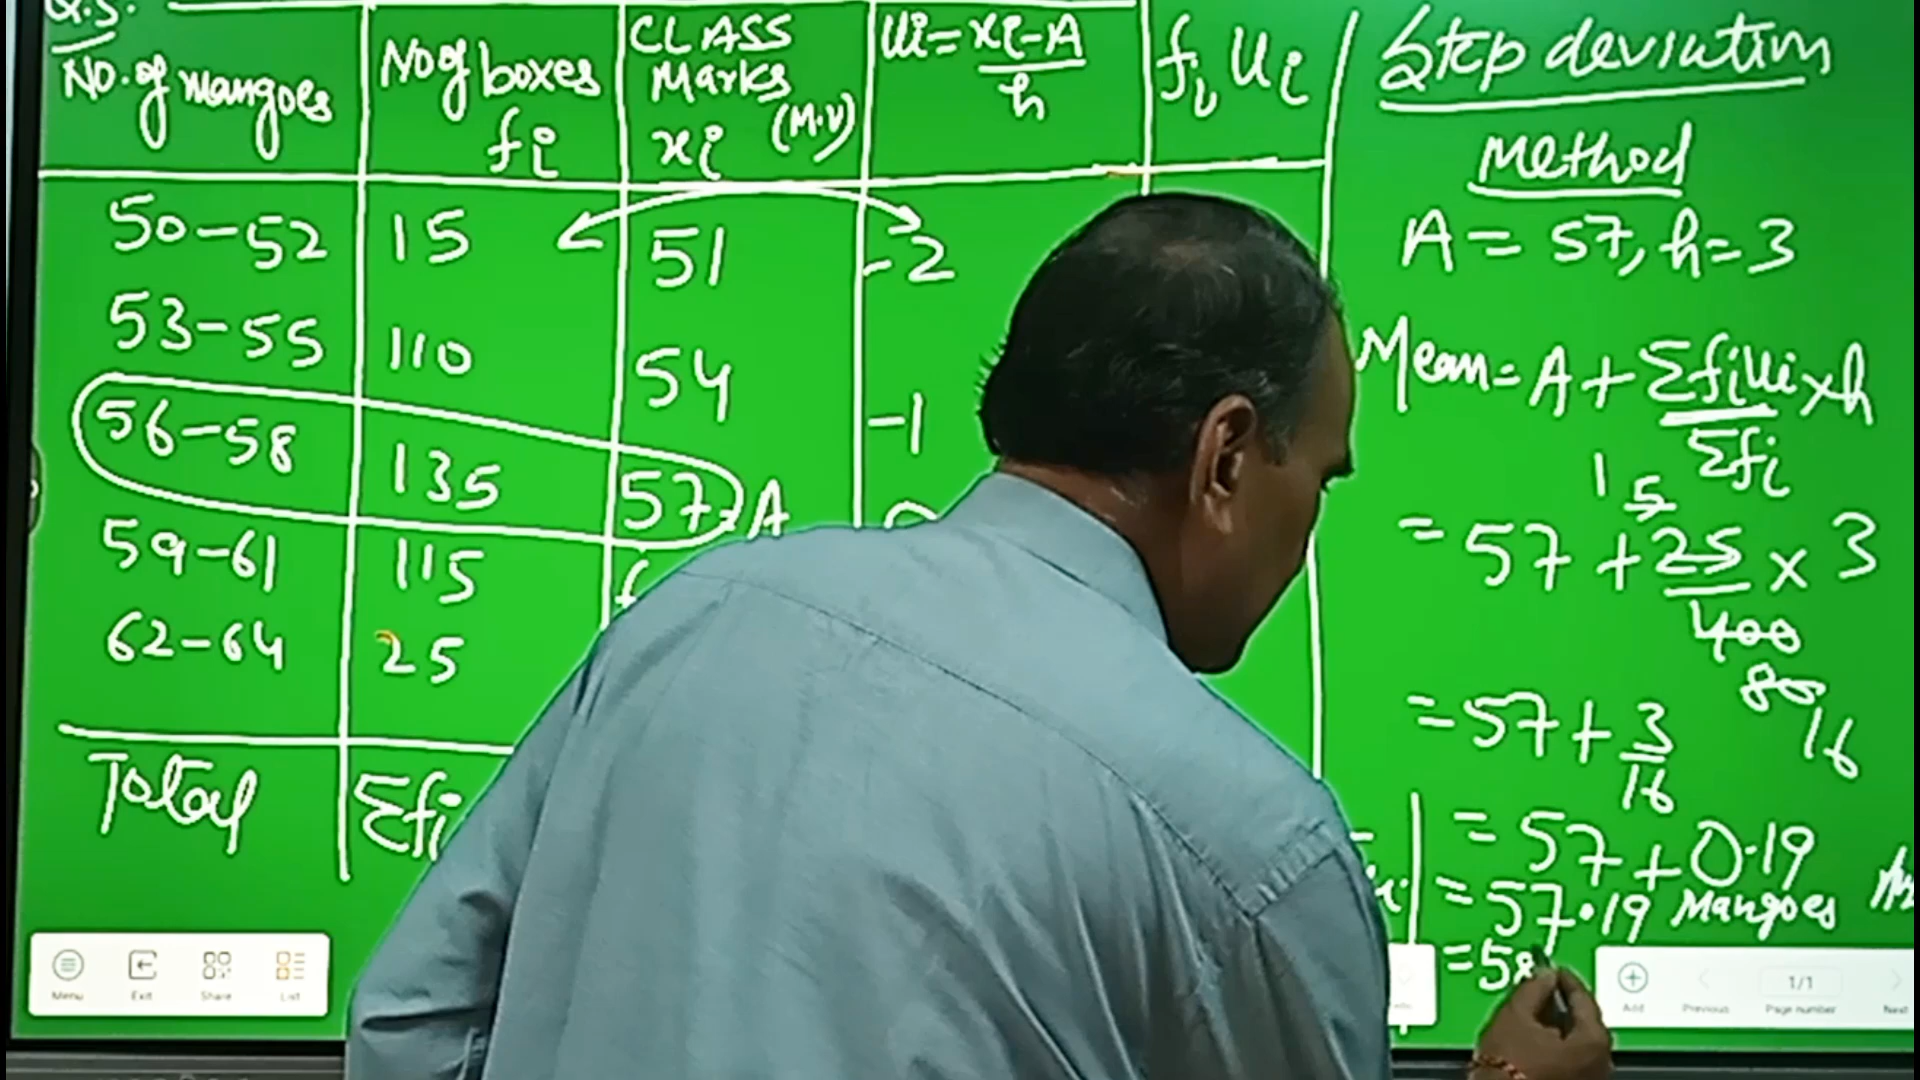 Q.5.
No. of mangoes
No of boxes
fi
CLASS
Marks
xi (M.V)
ui = xi-A
h
fi ui
50-52 15 51 -2
53-55 110 54 -1
56-58 135 57=A 0
59-61 115
62-64 25
Total Σfi
Step deviation
Method
A = 57, h = 3
Mean = A + Σfiui × h
Σfi
1
5
= 57 + 25 × 3
400
80
16
= 57 + 3
16
= 57 + 0.19
= 57.19 Mangoes
= 58
Menu Exit Share List
Add Previous 1/1 Page number Next